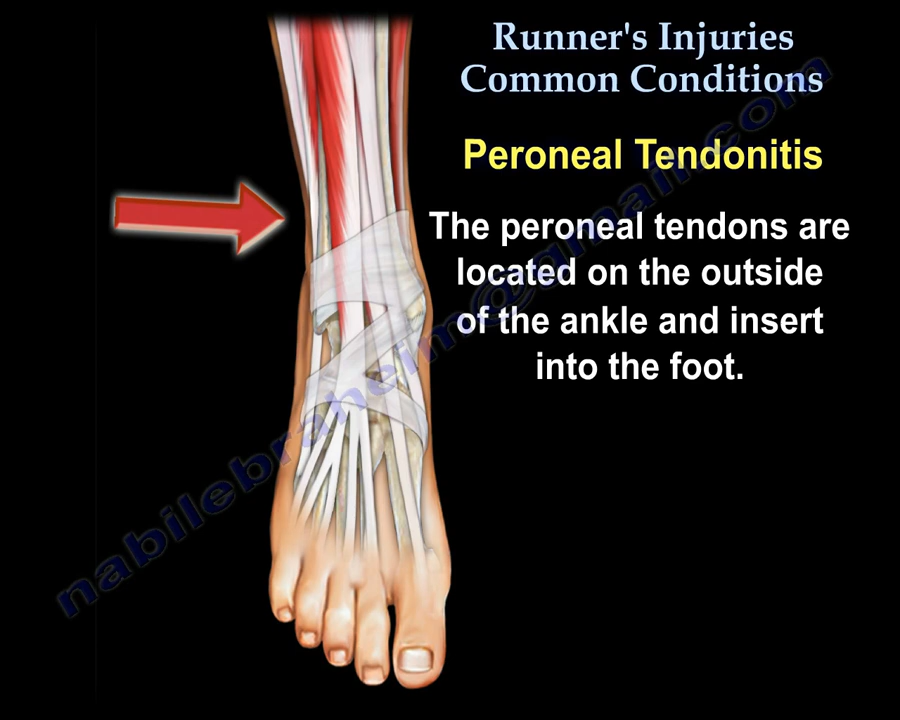 Runner's Injuries
Common Conditions
Peroneal Tendonitis
The peroneal tendons are
located on the outside
of the ankle and insert
into the foot.
nabilebraheim@gmail.com